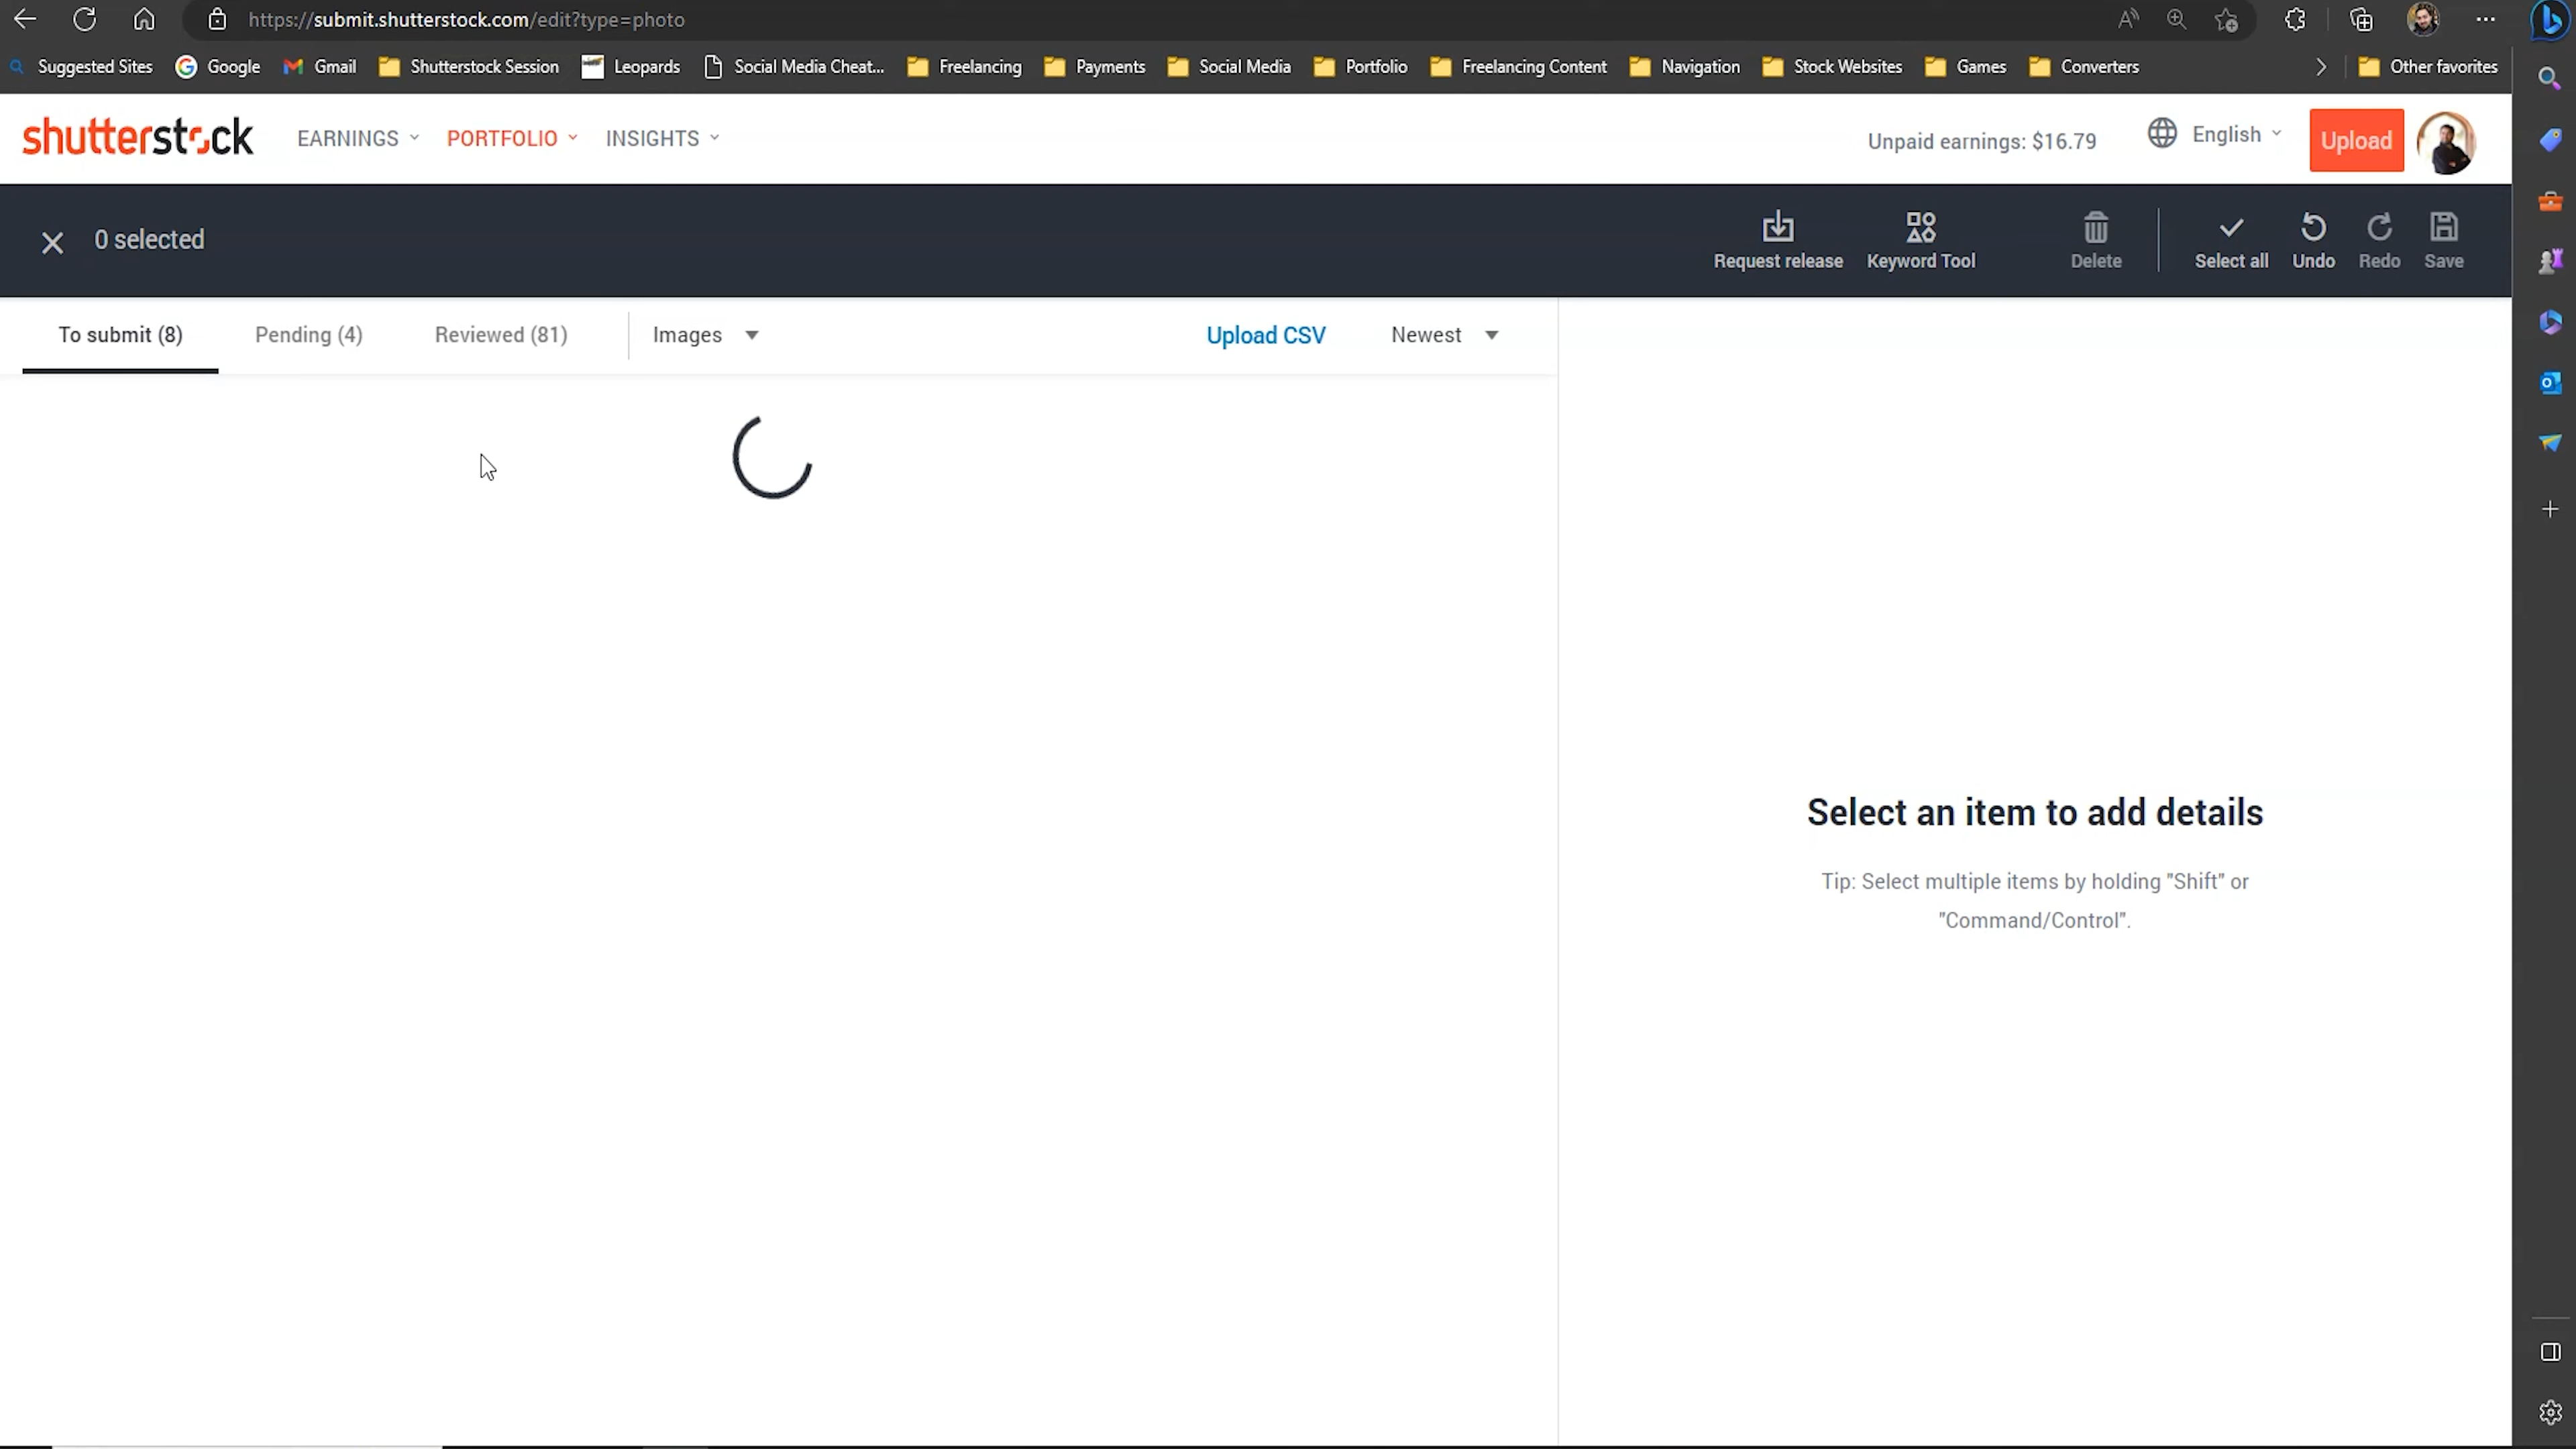 https://submit.shutterstock.com/edit?type=photo
Suggested Sites Google Gmail Shutterstock Session Leopards Social Media Cheat... Freelancing Payments Social Media Portfolio Freelancing Content Navigation Stock Websites Games Converters Other favorites
shutterstock EARNINGS PORTFOLIO INSIGHTS Unpaid earnings: $16.79 English Upload
0 selected Request release Keyword Tool Delete Select all Undo Redo Save
To submit (8) Pending (4) Reviewed (81) Images Upload CSV Newest
Select an item to add details
Tip: Select multiple items by holding "Shift" or
"Command/Control".